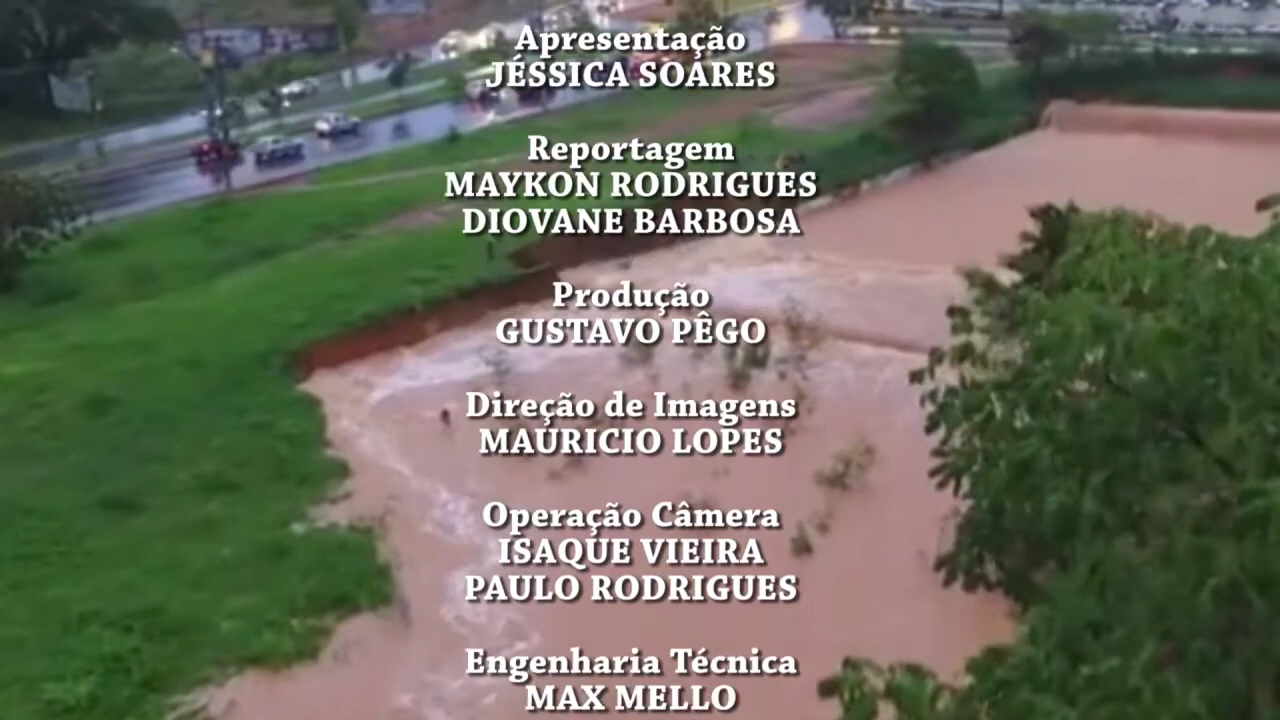 Apresentação
JÉSSICA SOARES
Reportagem
MAYKON RODRIGUES
DIOVANE BARBOSA
Produção
GUSTAVO PÊGO
Direção de Imagens
MAURICIO LOPES
Operação Câmera
ISAQUE VIEIRA
PAULO RODRIGUES
Engenharia Técnica
MAX MELLO